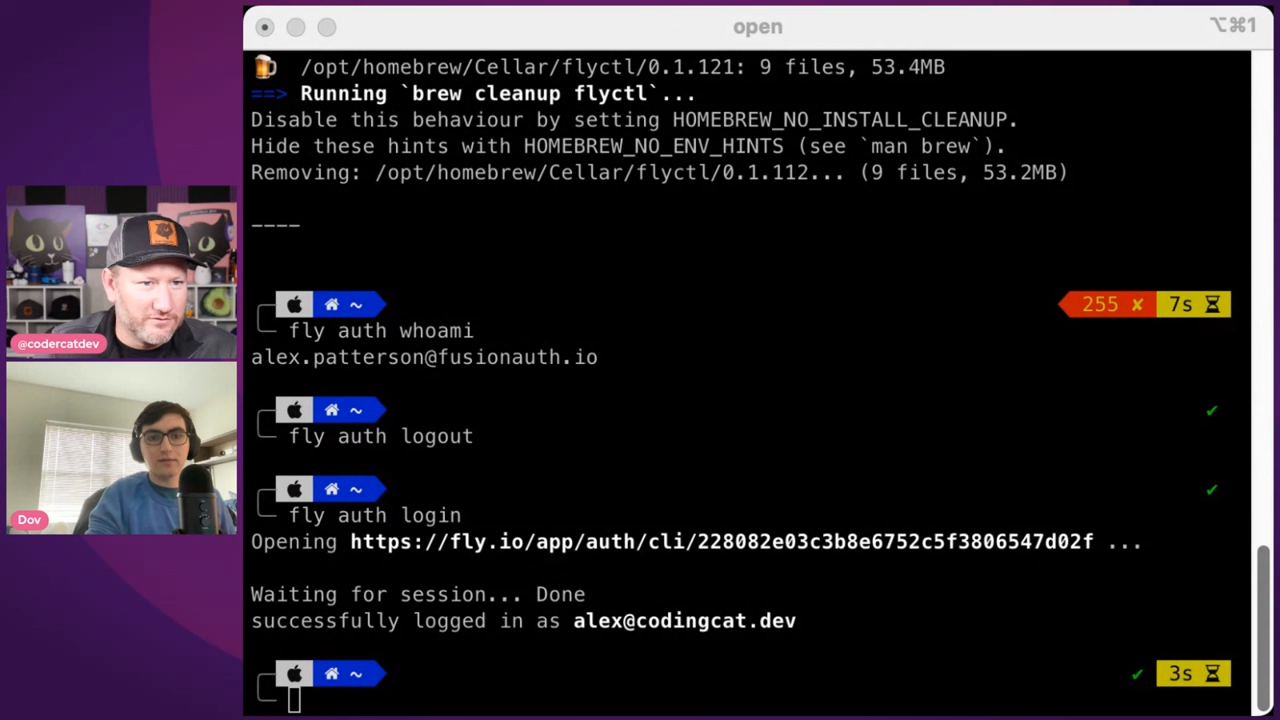 open
⌥⌘1
🍺 /opt/homebrew/Cellar/flyctl/0.1.121: 9 files, 53.4MB
==> Running `brew cleanup flyctl`...
Disable this behaviour by setting HOMEBREW_NO_INSTALL_CLEANUP.
Hide these hints with HOMEBREW_NO_ENV_HINTS (see `man brew`).
Removing: /opt/homebrew/Cellar/flyctl/0.1.112... (9 files, 53.2MB)
----
~ 255 ✘ 7s
fly auth whoami
alex.patterson@fusionauth.io
~ ✔
fly auth logout
~ ✔
fly auth login
Opening https://fly.io/app/auth/cli/228082e03c3b8e6752c5f3806547d02f ...
Waiting for session... Done
successfully logged in as alex@codingcat.dev
~ ✔ 3s
@codercatdev
Dov